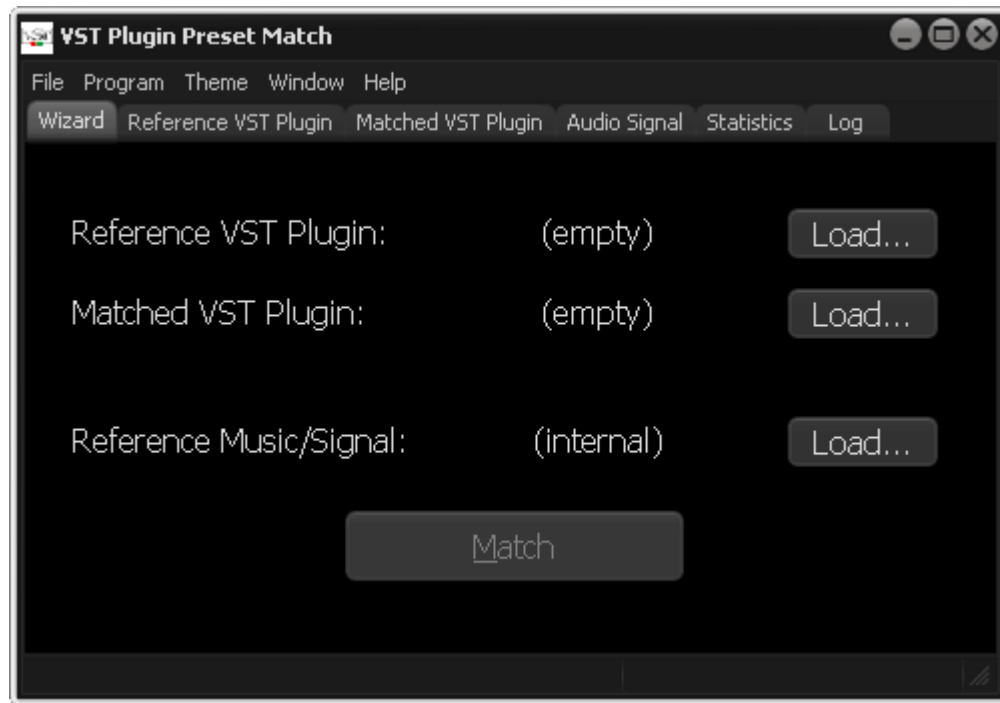 VST Plugin Preset Match
File Program Theme Window Help
Wizard Reference VST Plugin Matched VST Plugin Audio Signal Statistics Log
Reference VST Plugin: (empty) Load...
Matched VST Plugin: (empty) Load...
Reference Music/Signal: (internal) Load...
Match